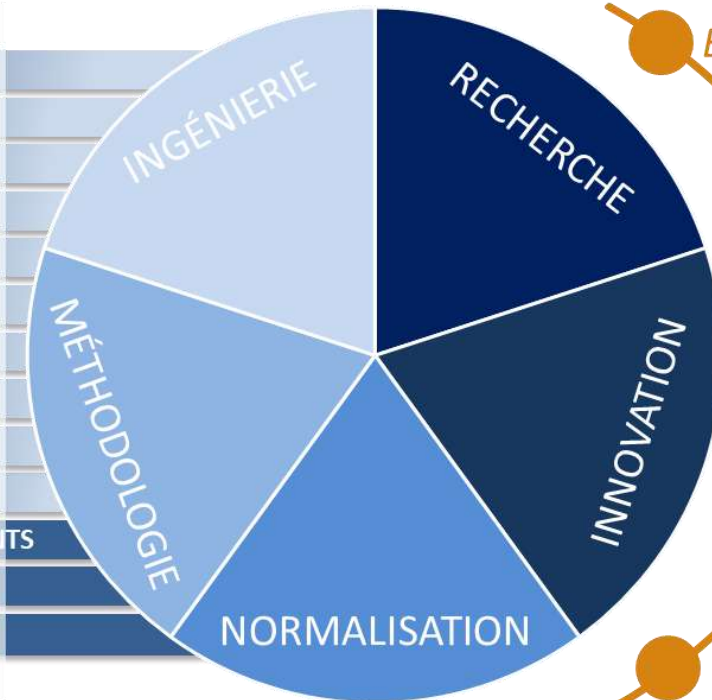 INGÉNIERIE
RECHERCHE
MÉTHODOLOGIE
INNOVATION
NORMALISATION